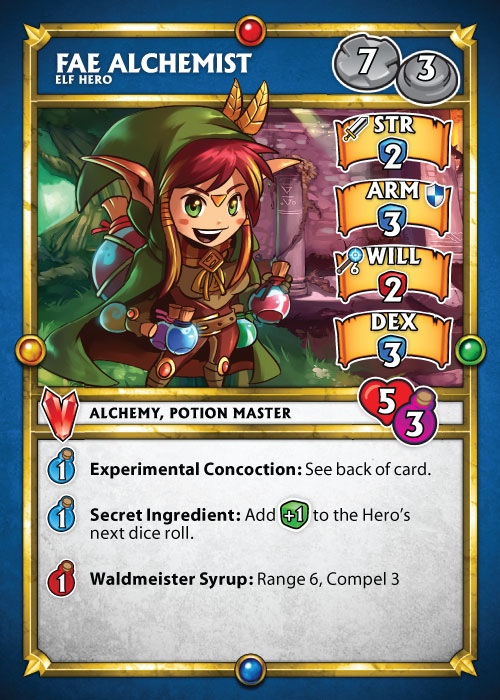 FAE ALCHEMIST
ELF HERO
7
3
STR
2
ARM
3
WILL
2
DEX
3
ALCHEMY, POTION MASTER
5
3
1 Experimental Concoction: See back of card.
1 Secret Ingredient: Add +1 to the Hero's
next dice roll.
1 Waldmeister Syrup: Range 6, Compel 3